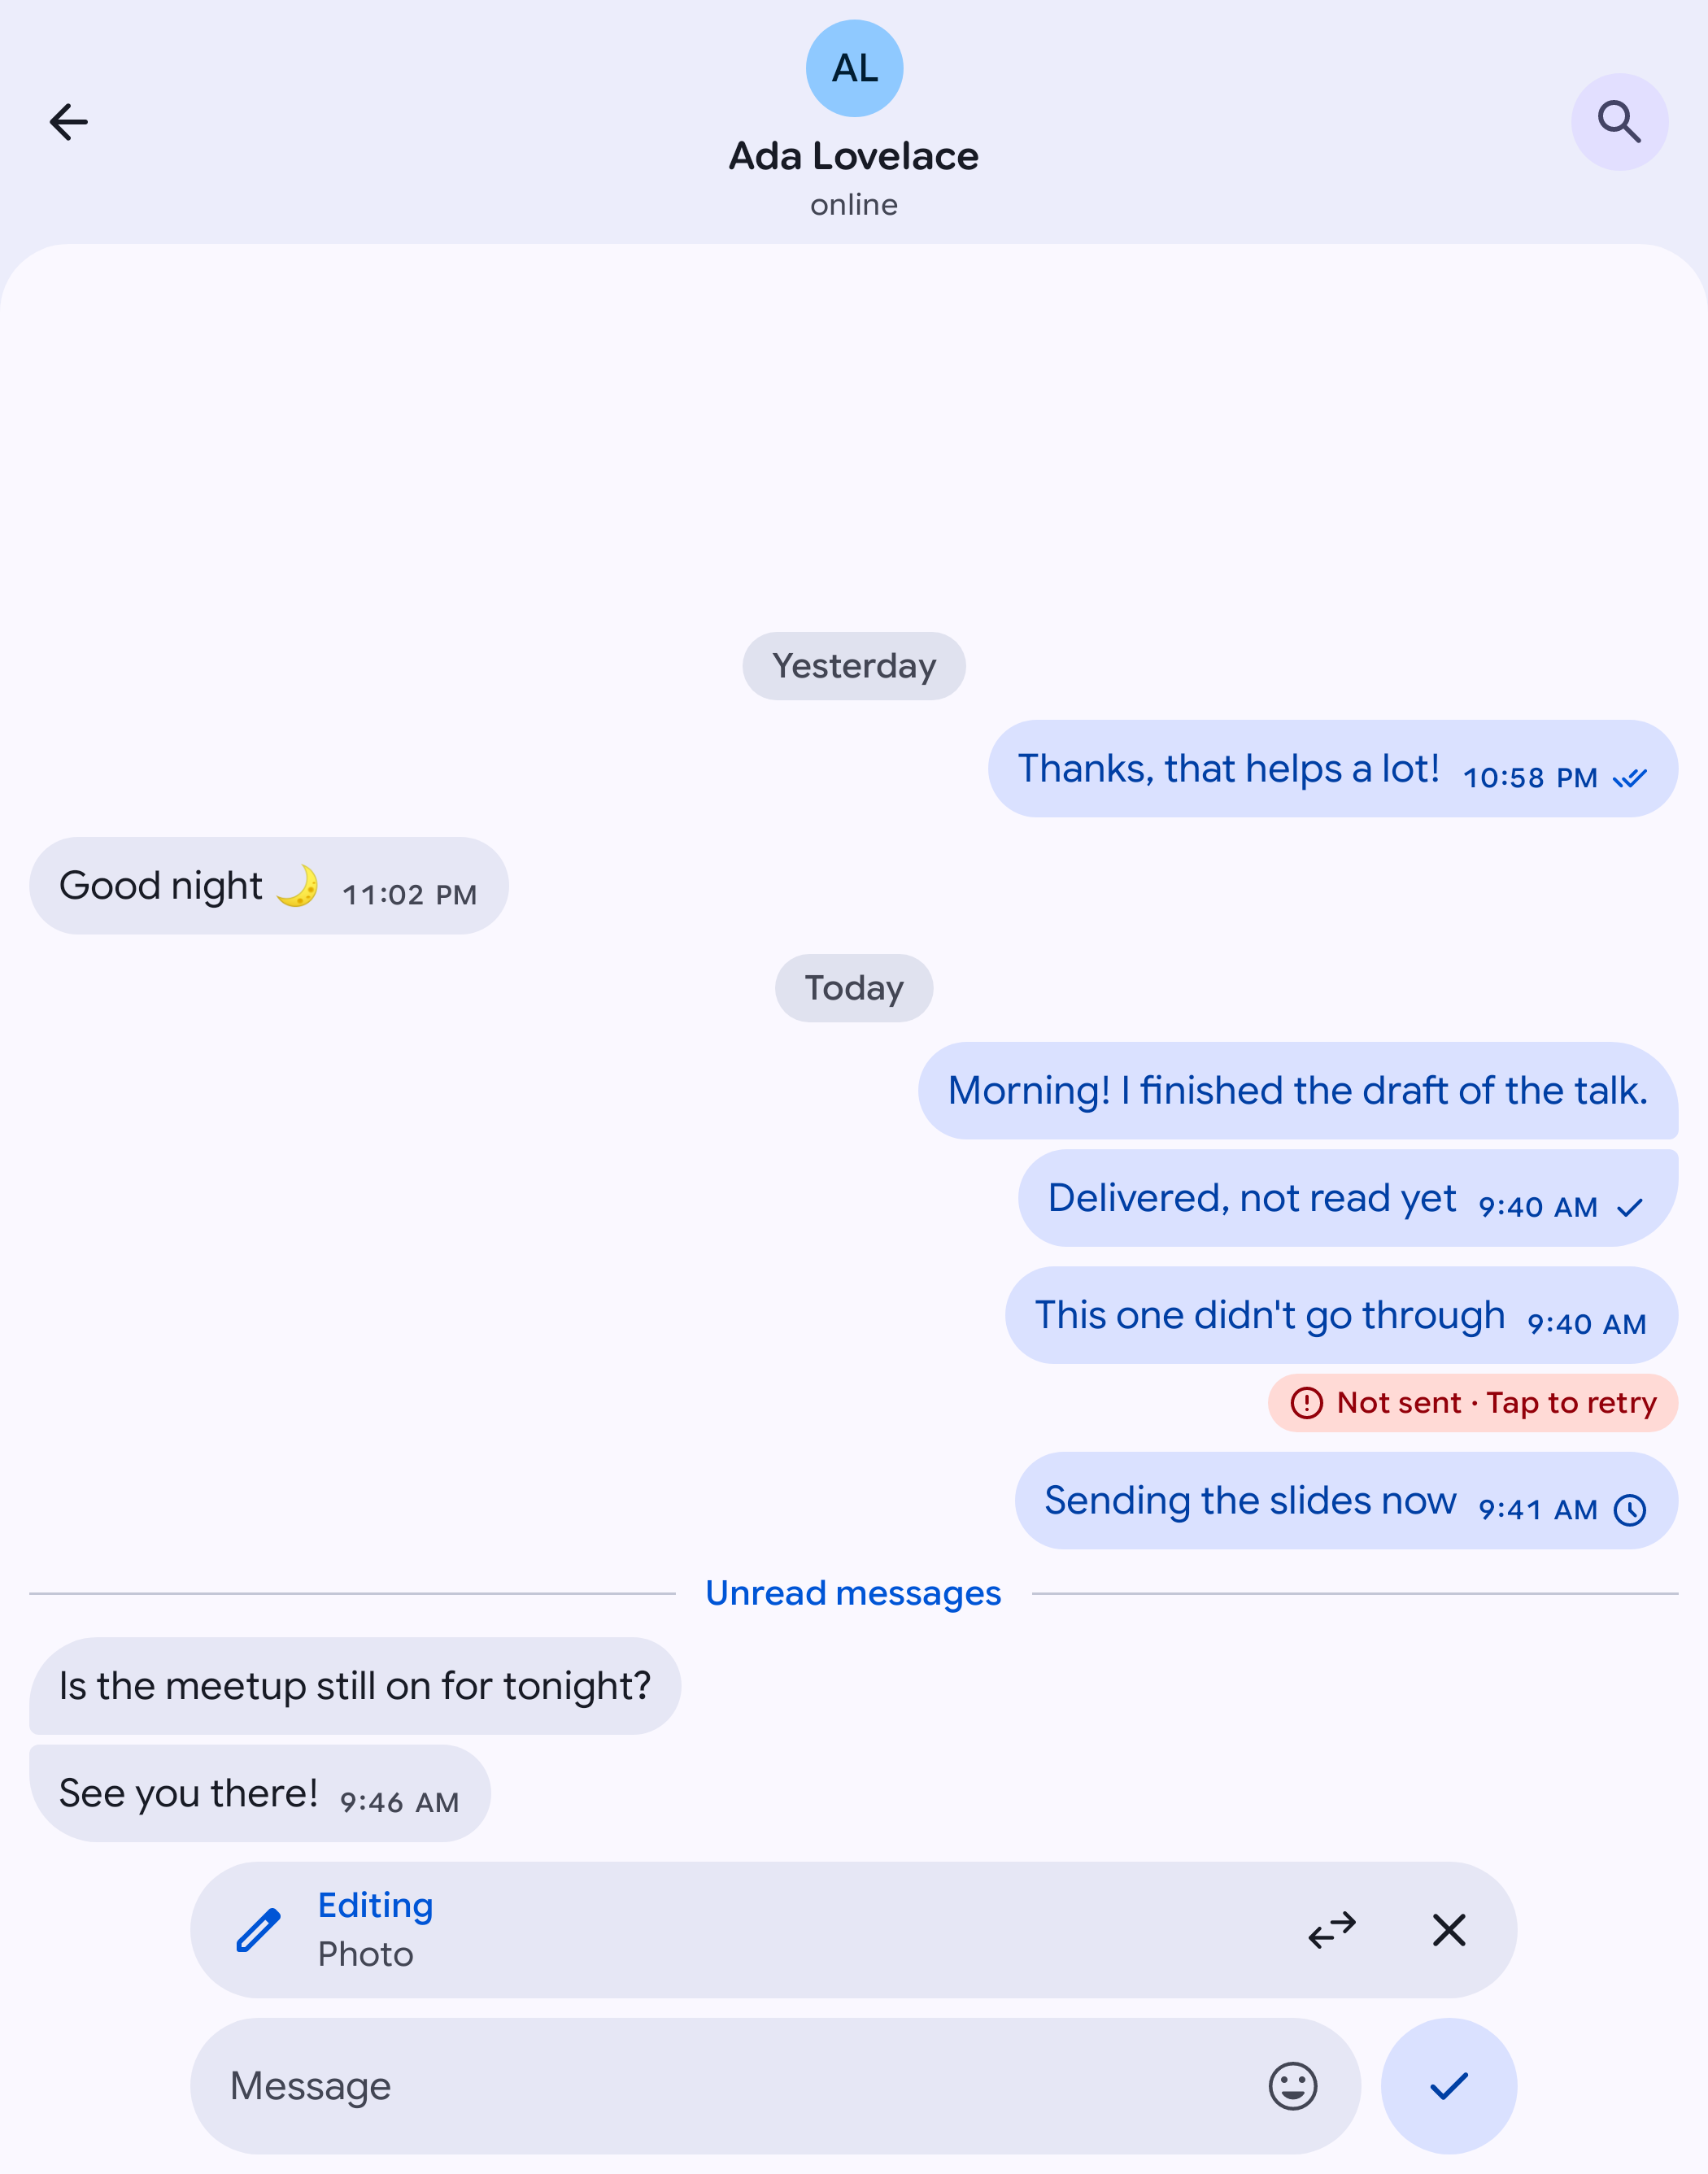 AL
Ada Lovelace
online
Yesterday
Thanks, that helps a lot! 10:58 PM
Good night 🌙 11:02 PM
Today
Morning! I finished the draft of the talk.
Delivered, not read yet 9:40 AM
This one didn't go through 9:40 AM
Not sent · Tap to retry
Sending the slides now 9:41 AM
Unread messages
Is the meetup still on for tonight?
See you there! 9:46 AM
Editing
Photo
Message